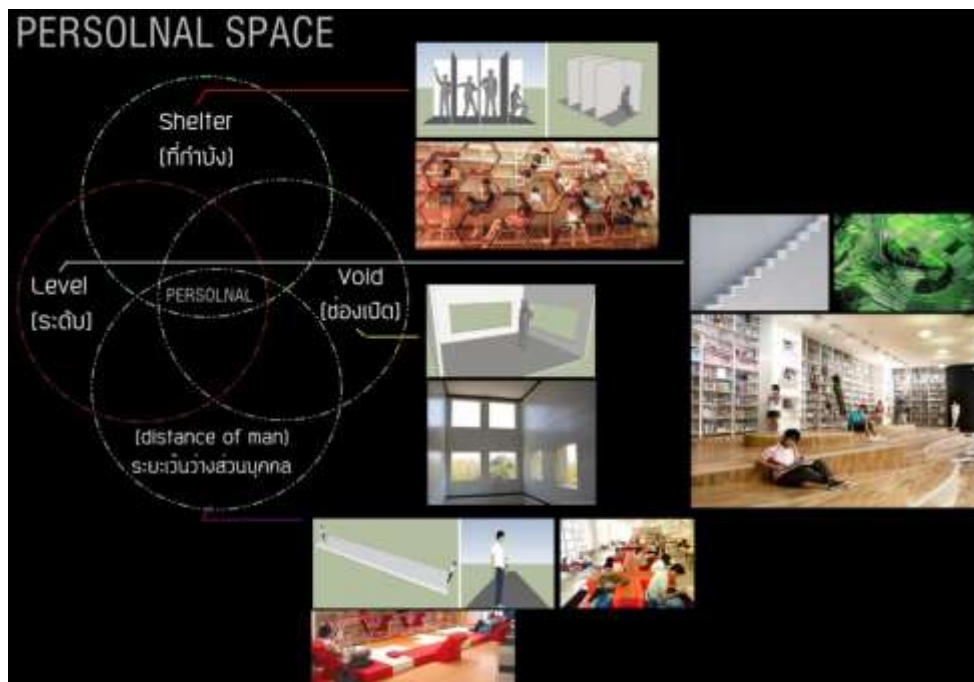 PERSOLNAL SPACE
Shelter
(ที่กำบัง)
Level
(ระดับ)
PERSOLNAL
Void
(ช่องเปิด)
(distance of man)
ระยะเว้นว่างส่วนบุคคล